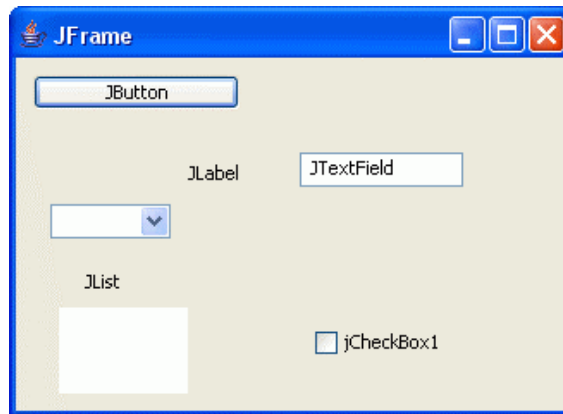 JFrame
JButton
JLabel
JTextField
JList
jCheckBox1